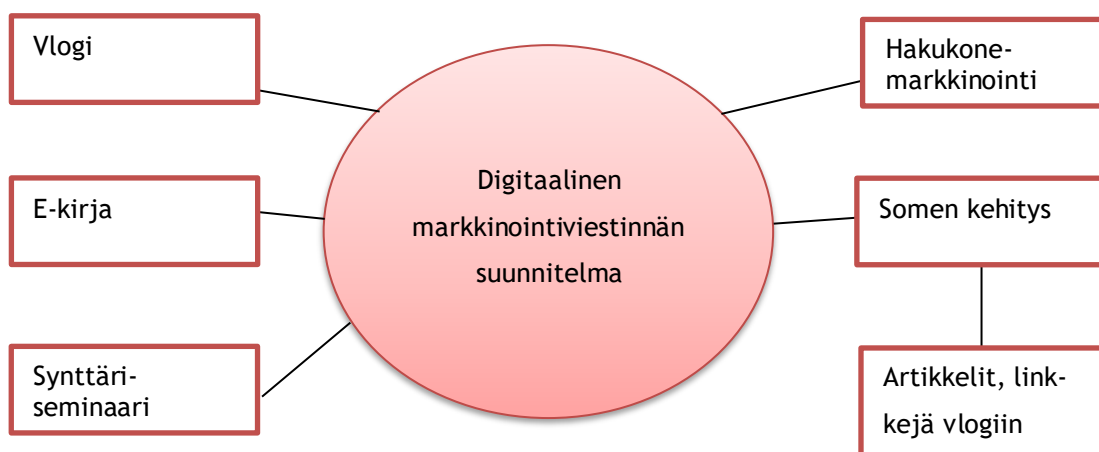 Vlogi
Hakukone-
markkinointi
Digitaalinen
markkinointiviestinnän
suunnitelma
E-kirja
Somen kehitys
Synttäri-
seminaari
Artikkelit, link-
kejä vlogiin